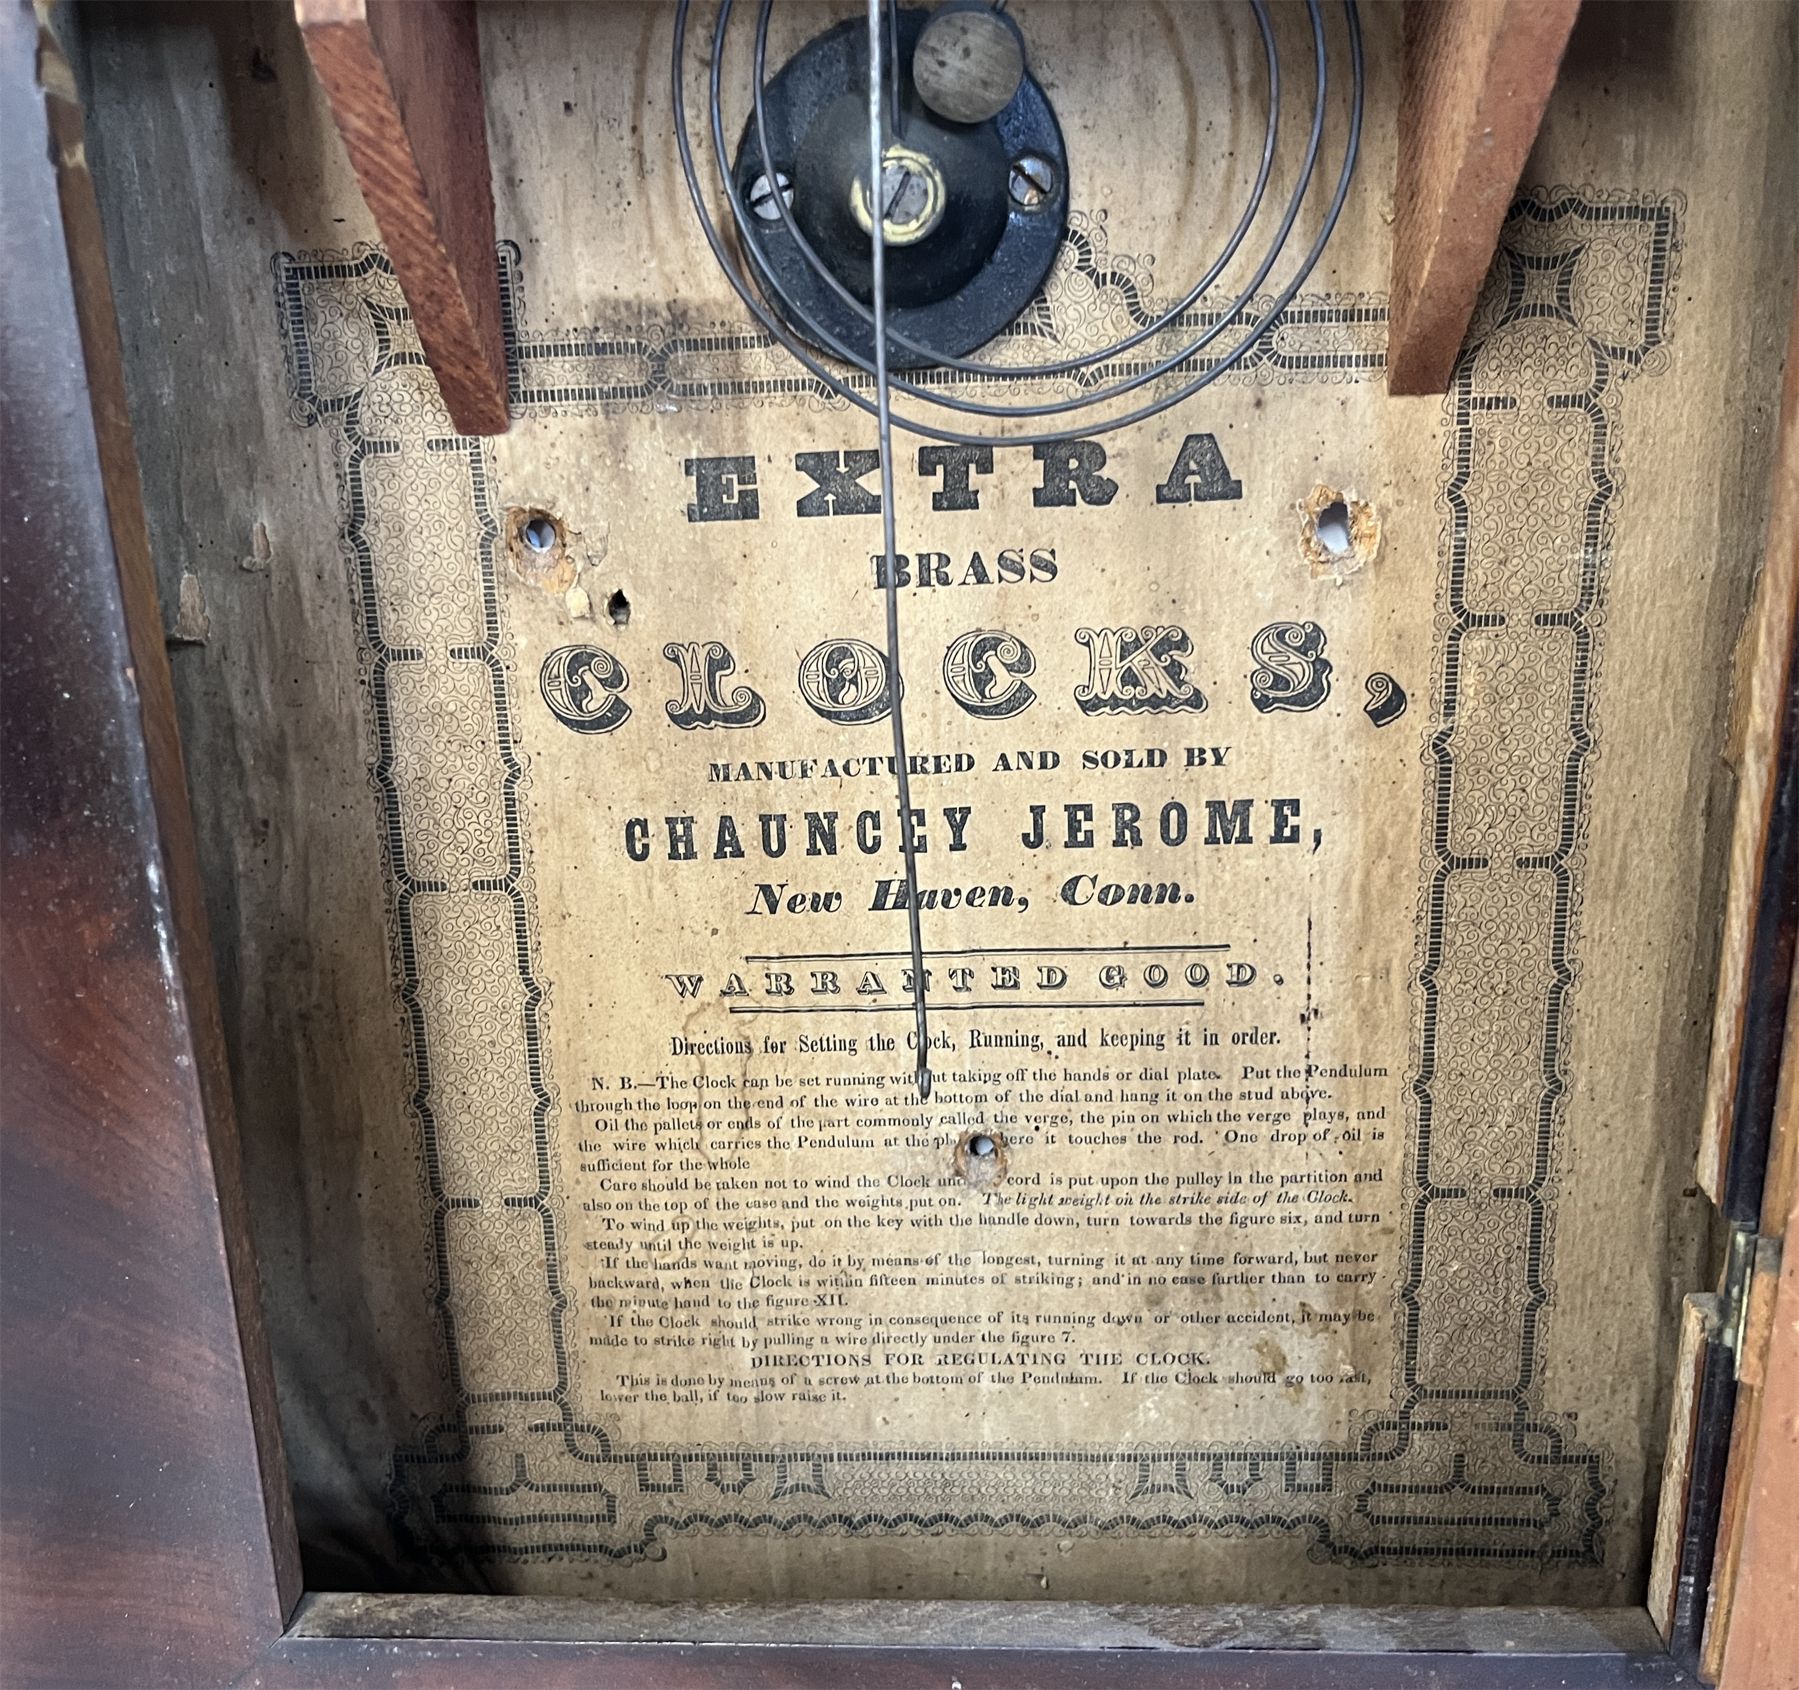 EXTRA
BRASS
CLOCKS,
MANUFACTURED AND SOLD BY
CHAUNCEY JEROME,
New Haven, Conn.
WARRANTED GOOD.
Directions for Setting the Clock, Running, and keeping it in order.
N. B.—The Clock can be set running without taking off the hands or dial plate. Put the Pendulum
through the loop on the end of the wire at the bottom of the dial and hang it on the stud above.
Oil the pallets or ends of the part commonly called the verge, the pin on which the verge plays, and
the wire which carries the Pendulum at the where it touches the rod. One drop of oil is
sufficient for the whole
Care should be taken not to wind the Clock cord is put upon the pulley in the partition and
also on the top of the case and the weights put on. The light weight on the strike side of the Clock.
To wind up the weights, put on the key with the handle down, turn towards the figure six, and turn
steady until the weight is up.
If the hands want moving, do it by means of the longest, turning it at any time forward, but never
backward, when the Clock is within fifteen minutes of striking; and in no case farther than to carry
the minute hand to the figure XII.
If the Clock should strike wrong in consequence of its running down or other accident, it may be
made to strike right by pulling a wire directly under the figure 7.
DIRECTIONS FOR REGULATING THE CLOCK.
This is done by means of a screw at the bottom of the Pendulum. If the Clock should go too fast,
lower the ball, if too slow raise it.